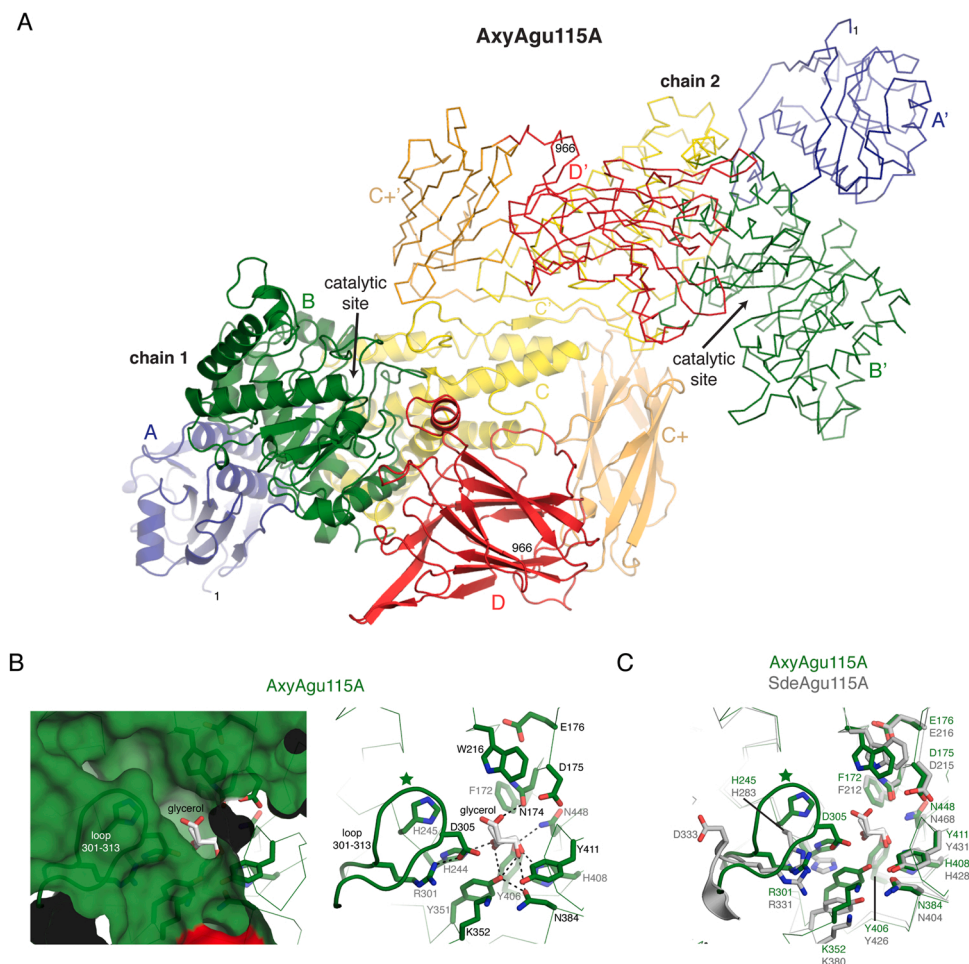 A
AxyAgu115A
chain 2
1
A'
966
D'
C+'
B
catalytic
site
C'
chain 1
catalytic
site
B'
A
C
C+
966
D
1
B
AxyAgu115A
glycerol
loop
301-313
E176
W216
D175
F172
glycerol
N174
N448
loop
301-313
H245
D305
Y411
H244
R301
Y406
H408
Y351
N384
K352
C
AxyAgu115A
SdeAgu115A
E176
E216
D175
D215
H245
H283
F172
F212
N448
N468
D333
D305
Y411
Y431
H408
H428
R301
R331
N384
N404
Y406
Y426
K352
K380